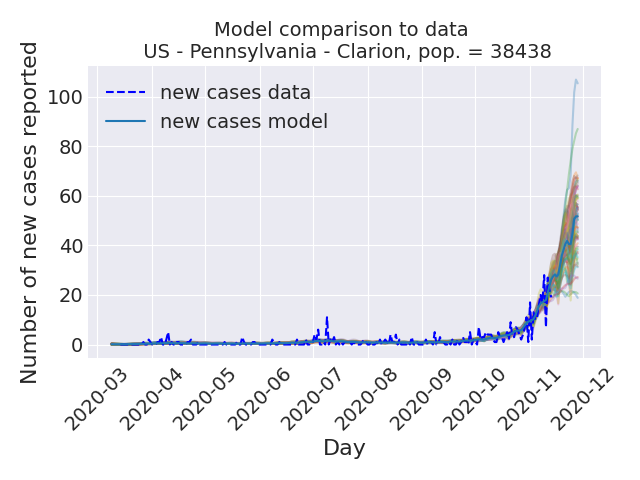 Model comparison to data
US - Pennsylvania - Clarion, pop. = 38438
Number of new cases reported
100
80
60
40
20
0
new cases data
new cases model
2020-03
2020-04
2020-05
2020-06
2020-07
2020-08
2020-09
2020-10
2020-11
2020-12
Day